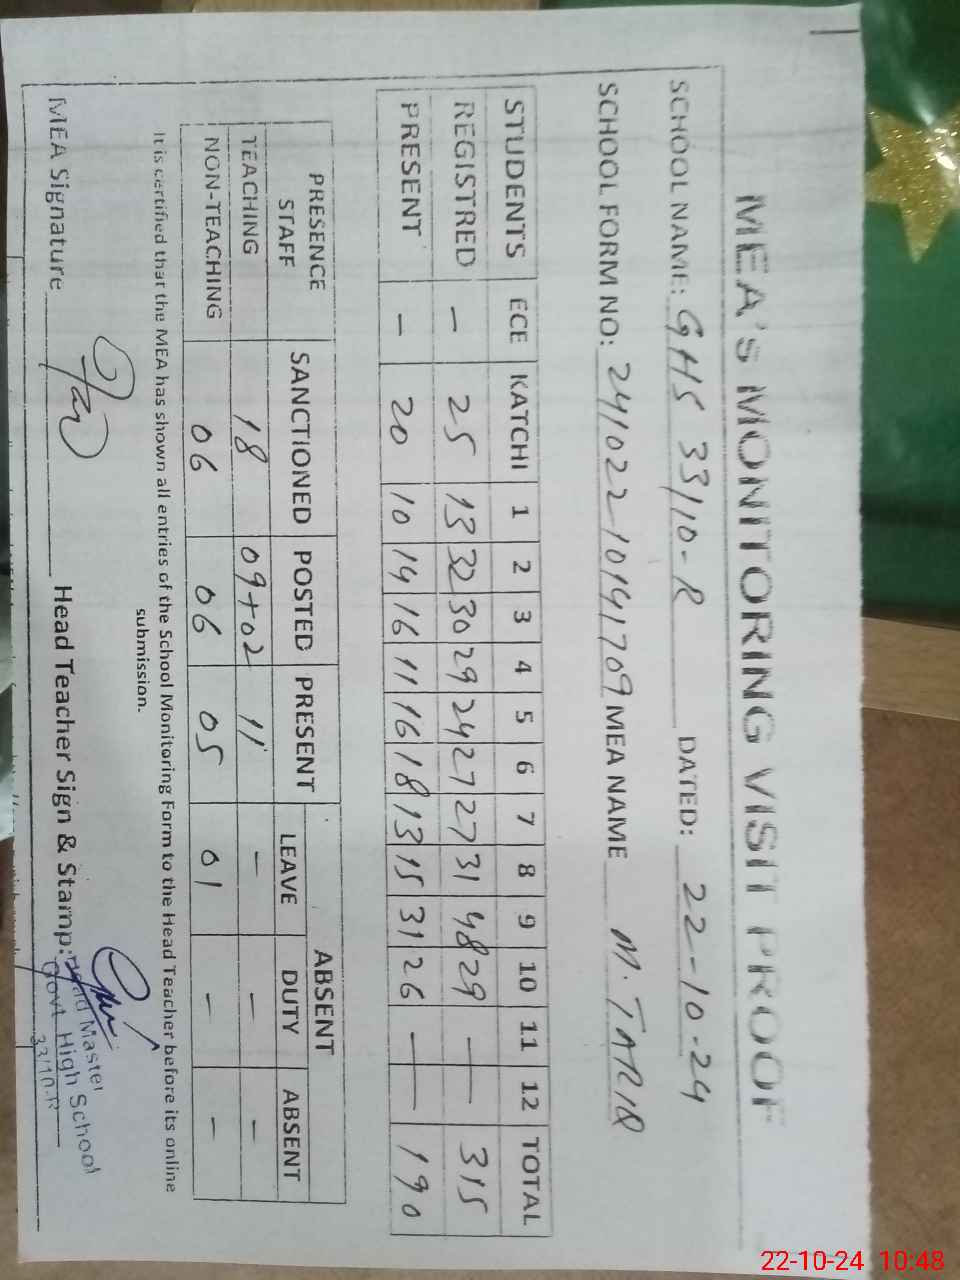 MEA'S MONITORING VISIT PROOF
SCHOOL NAME: GHS 33/10-R DATED: 22-10-24
SCHOOL FORM NO: 241022-10141709 MEA NAME M. TARIQ
STUDENTS ECE KATCHI 1 2 3 4 5 6 7 8 9 10 11 12 TOTAL
REGISTRED - 25 13 32 30 29 24 27 27 31 48 29 - - 315
PRESENT - 20 10 14 16 11 16 18 13 15 31 26 - - 190
PRESENCE STAFF SANCTIONED POSTED PRESENT ABSENT
LEAVE DUTY ABSENT
TEACHING 18 09+02 11 - - -
NON-TEACHING 06 06 05 01 - -
It is certified that the MEA has shown all entries of the School Monitoring Form to the Head Teacher before its online
submission.
MEA Signature Head Teacher Sign & Stamp:
Head Master
Govt High School
33/10-R
22-10-24 10:48